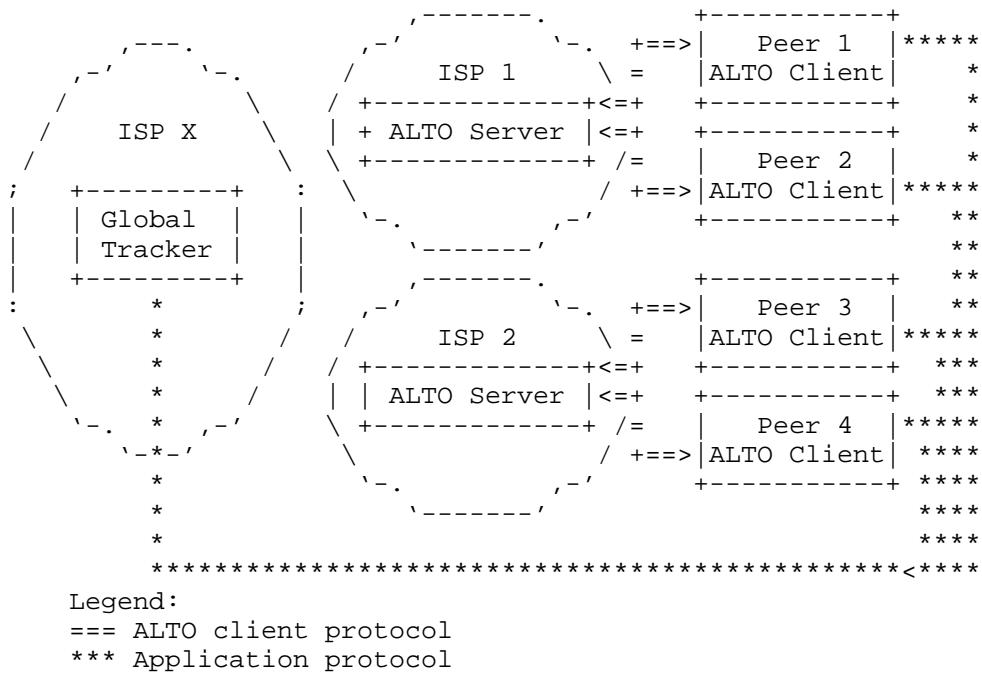 Peer 1
ISP 1
ALTO Client
ISP X
ALTO Server
Peer 2
ALTO Client
Global
Tracker
Peer 3
ISP 2
ALTO Client
ALTO Server
Peer 4
ALTO Client
Legend:
=== ALTO client protocol
*** Application protocol